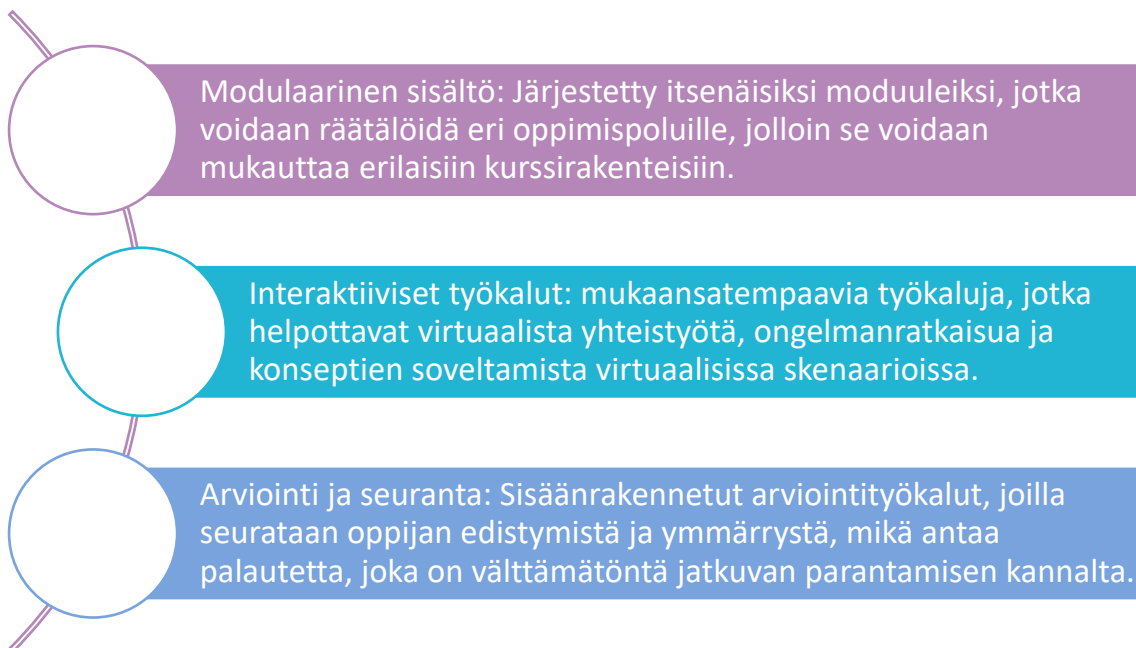 Modulaarinen sisältö: Järjestetty itsenäisiksi moduuleiksi, jotka
voidaan räätälöidä eri oppimispoluille, jolloin se voidaan
mukauttaa erilaisiin kurssirakenteisiin.
Interaktiiviset työkalut: mukaansatempaavia työkaluja, jotka
helpottavat virtuaalista yhteistyötä, ongelmanratkaisua ja
konseptien soveltamista virtuaalisissa skenaarioissa.
Arviointi ja seuranta: Sisäänrakennetut arviointityökalut, joilla
seurataan oppijan edistymistä ja ymmärrystä, mikä antaa
palautetta, joka on välttämätöntä jatkuvan parantamisen kannalta.